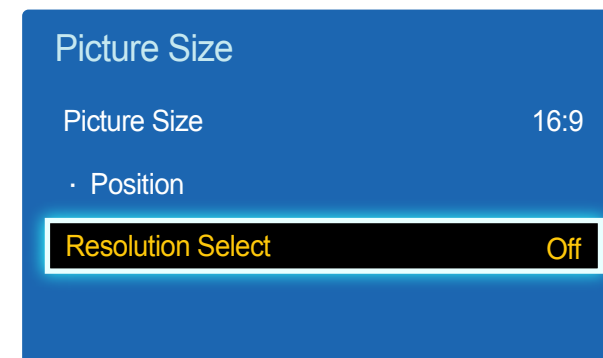 Picture Size
Picture Size 16:9
· Position
Resolution Select Off